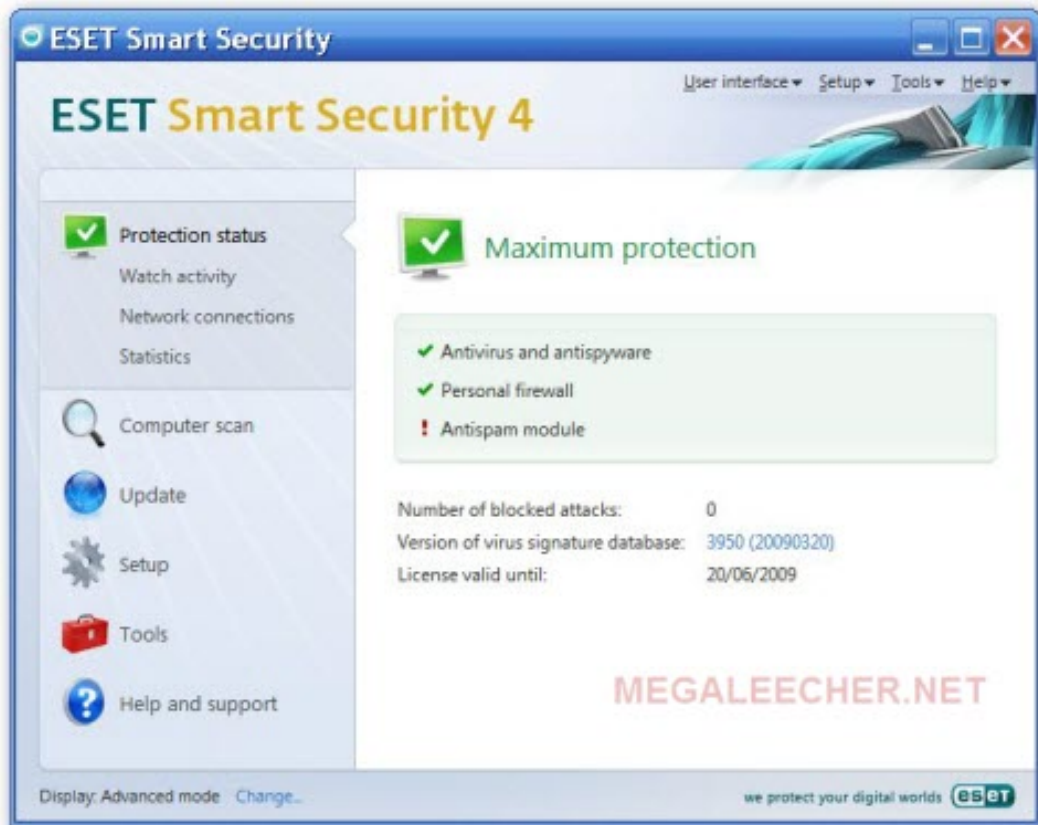 ESET Smart Security
User interface Setup Tools Help
ESET Smart Security 4
Protection status
Watch activity
Network connections
Statistics
Computer scan
Update
Setup
Tools
Help and support
Maximum protection
Antivirus and antispyware
Personal firewall
! Antispam module
Number of blocked attacks: 0
Version of virus signature database: 3950 (20090320)
License valid until: 20/06/2009
MEGALEECHER.NET
Display: Advanced mode Change...
we protect your digital worlds eseT